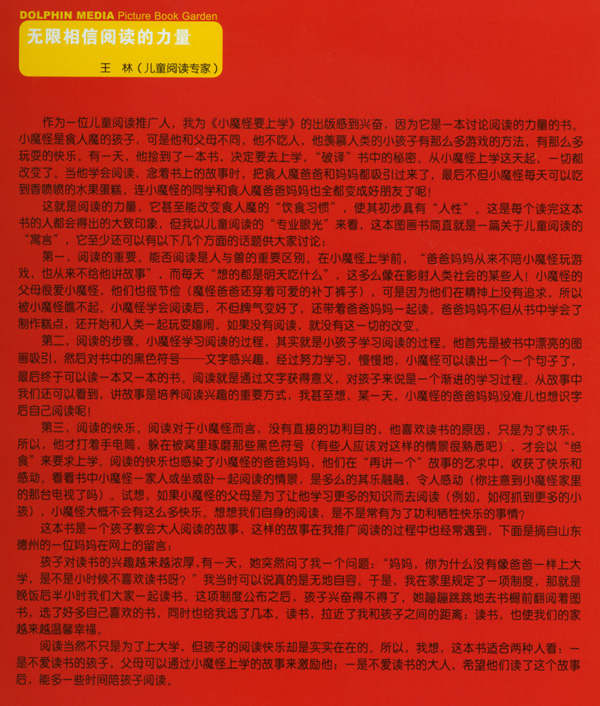 DOLPHIN MEDIA Picture Book Garden
无限相信阅读的力量
王 林（儿童阅读专家）
作为一位儿童阅读推广人，我为《小魔怪要上学》的出版感到兴奋，因为它是一本讨论阅读的力量的书。
小魔怪是食人魔的孩子，可是他和父母不同，他不吃人，他羡慕人类的小孩子有那么多游戏的方法，有那么多
玩耍的快乐。有一天，他捡到了一本书，决定要去上学，“破译”书中的秘密。从小魔怪上学这天起，一切都
改变了。当他学会阅读，念着书上的故事时，把食人魔爸爸和妈妈都吸引过来了，最后不但小魔怪每天可以吃
到香喷喷的水果蛋糕，连小魔怪的同学和食人魔爸爸妈妈也全都变成好朋友了呢！
这就是阅读的力量，它甚至能改变食人魔的“饮食习惯”，使其初步具有“人性”。这是每个读完这本
书的人都会得出的大致印象，但我以儿童阅读的“专业眼光”来看，这本图画书简直就是一篇关于儿童阅读的
“寓言”，它至少还可以有以下几个方面的话题供大家讨论：
第一，阅读的重要。能否阅读是人与兽的重要区别。在小魔怪上学前，“爸爸妈妈从来不陪小魔怪玩游
戏，也从来不给他讲故事”，而每天“想的都是明天吃什么”，这多么像在影射人类社会的某些人！小魔怪的
父母很爱小魔怪，他们也很节俭（魔怪爸爸还穿着可爱的补丁裤子），可是因为他们在精神上没有追求，所以
被小魔怪瞧不起。小魔怪学会阅读后，不但脾气变好了，还带着爸爸妈妈一起读。爸爸妈妈不但从书中学会了
制作糕点，还开始和人类一起玩耍嬉闹。如果没有阅读，就没有这一切的改变。
第二，阅读的步骤。小魔怪学习阅读的过程，其实就是小孩子学习阅读的过程。他首先是被书中漂亮的图
画吸引，然后对书中的黑色符号——文字感兴趣，经过努力学习，慢慢地，小魔怪可以读出一个一个句子了，
最后终于可以读一本又一本的书。阅读就是通过文字获得意义，对孩子来说是一个渐进的学习过程。从故事中
我们还可以看到，讲故事是培养阅读兴趣的重要方式，我甚至想，某一天，小魔怪的爸爸妈妈没准儿也想识字
后自己阅读呢！
第三，阅读的快乐。阅读对于小魔怪而言，没有直接的功利目的，他喜欢读书的原因，只是为了快乐。
所以，他才打着手电筒，躲在被窝里琢磨那些黑色符号（有些人应该对这样的情景很熟悉吧），才会以“绝
食”来要求上学。阅读的快乐也感染了小魔怪的爸爸妈妈，他们在“再讲一个”故事的艺术中，收获了快乐和
感动。看看书中小魔怪一家人或坐或卧一起阅读的情景，是多么的其乐融融，令人感动（你注意到小魔怪家里
的那台电视了吗）。试想，如果小魔怪的父母是为了让他学习更多的知识而去阅读（例如，如何抓到更多的小
孩），小魔怪大概不会有这么多快乐。想想我们自身的阅读，是不是常有为了功利牺牲快乐的事情？
这本书是一个孩子教会大人阅读的故事，这样的故事在我推广阅读的过程中也经常遇到，下面是摘自山东
德州的一位妈妈在网上的留言：
孩子对读书的兴趣越来越浓厚，有一天，她突然问了我一个问题：“妈妈，你为什么没有像爸爸一样上大
学，是不是小时候不喜欢读书呀？”我当时可以说真的是无地自容。于是，我在家里规定了一项制度，那就是
晚饭后半小时我们大家一起读书。这项制度公布之后，孩子兴奋得不得了，她蹦蹦跳跳地去书橱前翻阅着图
书，选了好多自己喜欢的书，同时也给我选了几本。读书，拉近了我和孩子之间的距离；读书，也使我们的家
越来越温馨幸福。
阅读当然不只是为了上大学，但孩子的阅读快乐却是实实在在的。所以，我想，这本书适合两种人看：一
是不爱读书的孩子，父母可以通过小魔怪上学的故事来激励他；一是不爱读书的大人，希望他们读了这个故事
后，能多一些时间陪孩子阅读。